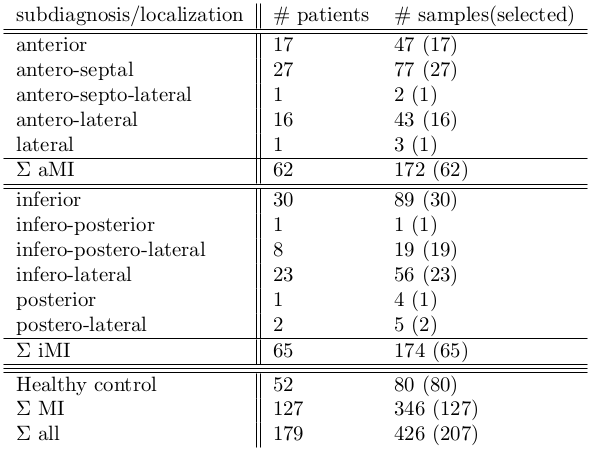 subdiagnosis/localization # patients # samples(selected)
anterior 17 47 (17)
antero-septal 27 77 (27)
antero-septo-lateral 1 2 (1)
antero-lateral 16 43 (16)
lateral 1 3 (1)
Σ aMI 62 172 (62)
inferior 30 89 (30)
infero-posterior 1 1 (1)
infero-postero-lateral 8 19 (19)
infero-lateral 23 56 (23)
posterior 1 4 (1)
postero-lateral 2 5 (2)
Σ iMI 65 174 (65)
Healthy control 52 80 (80)
Σ MI 127 346 (127)
Σ all 179 426 (207)